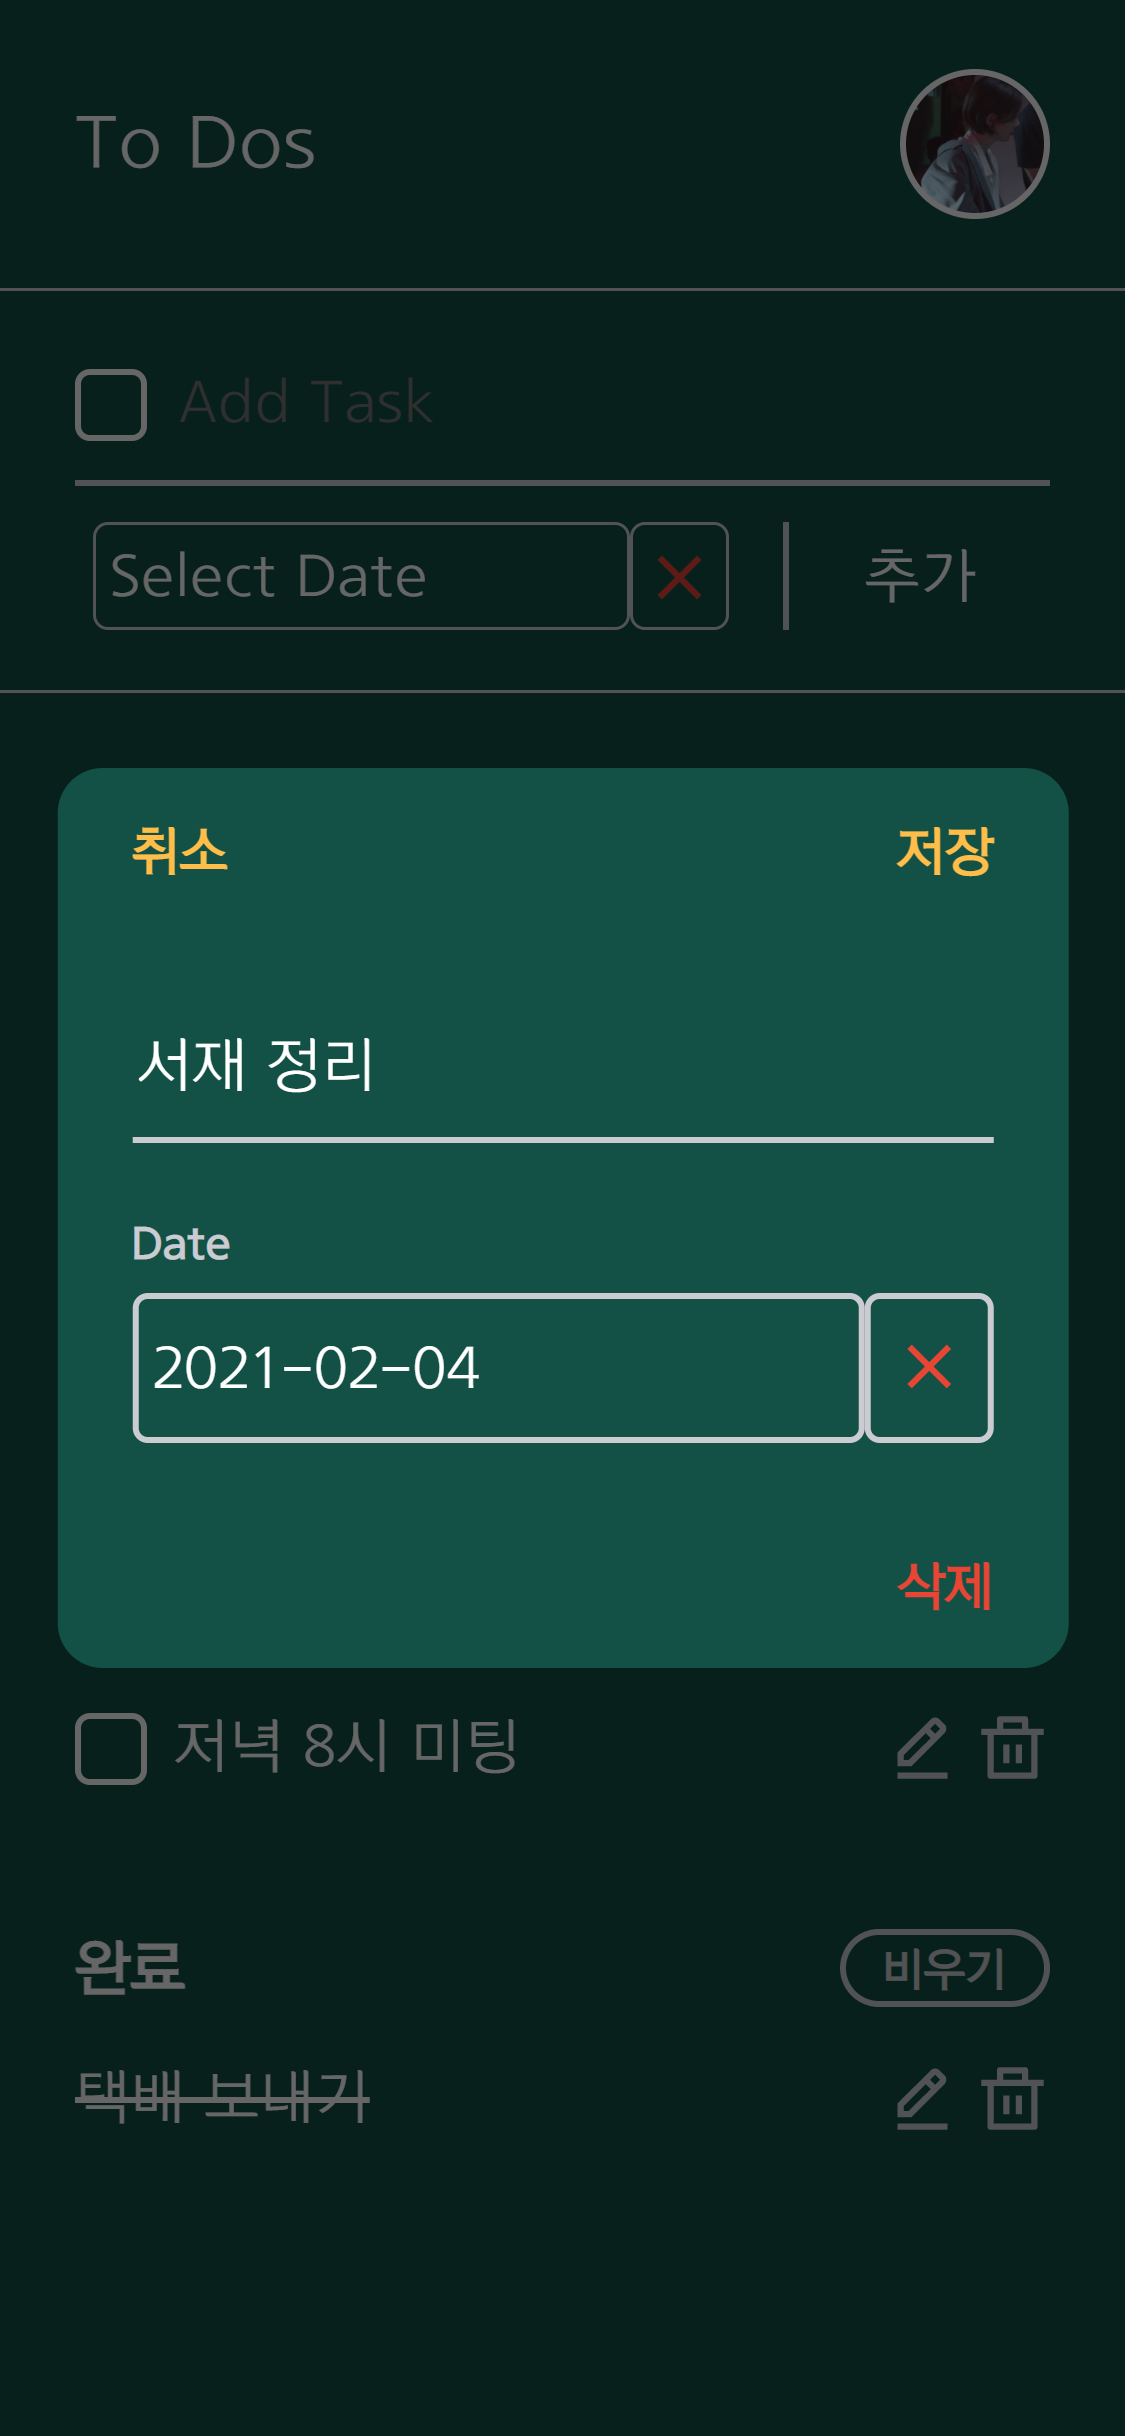 To Dos
Add Task
Select Date
추가
취소
저장
서재 정리
Date
2021-02-04
삭제
저녁 8시 미팅
완료
비우기
택배 보내기